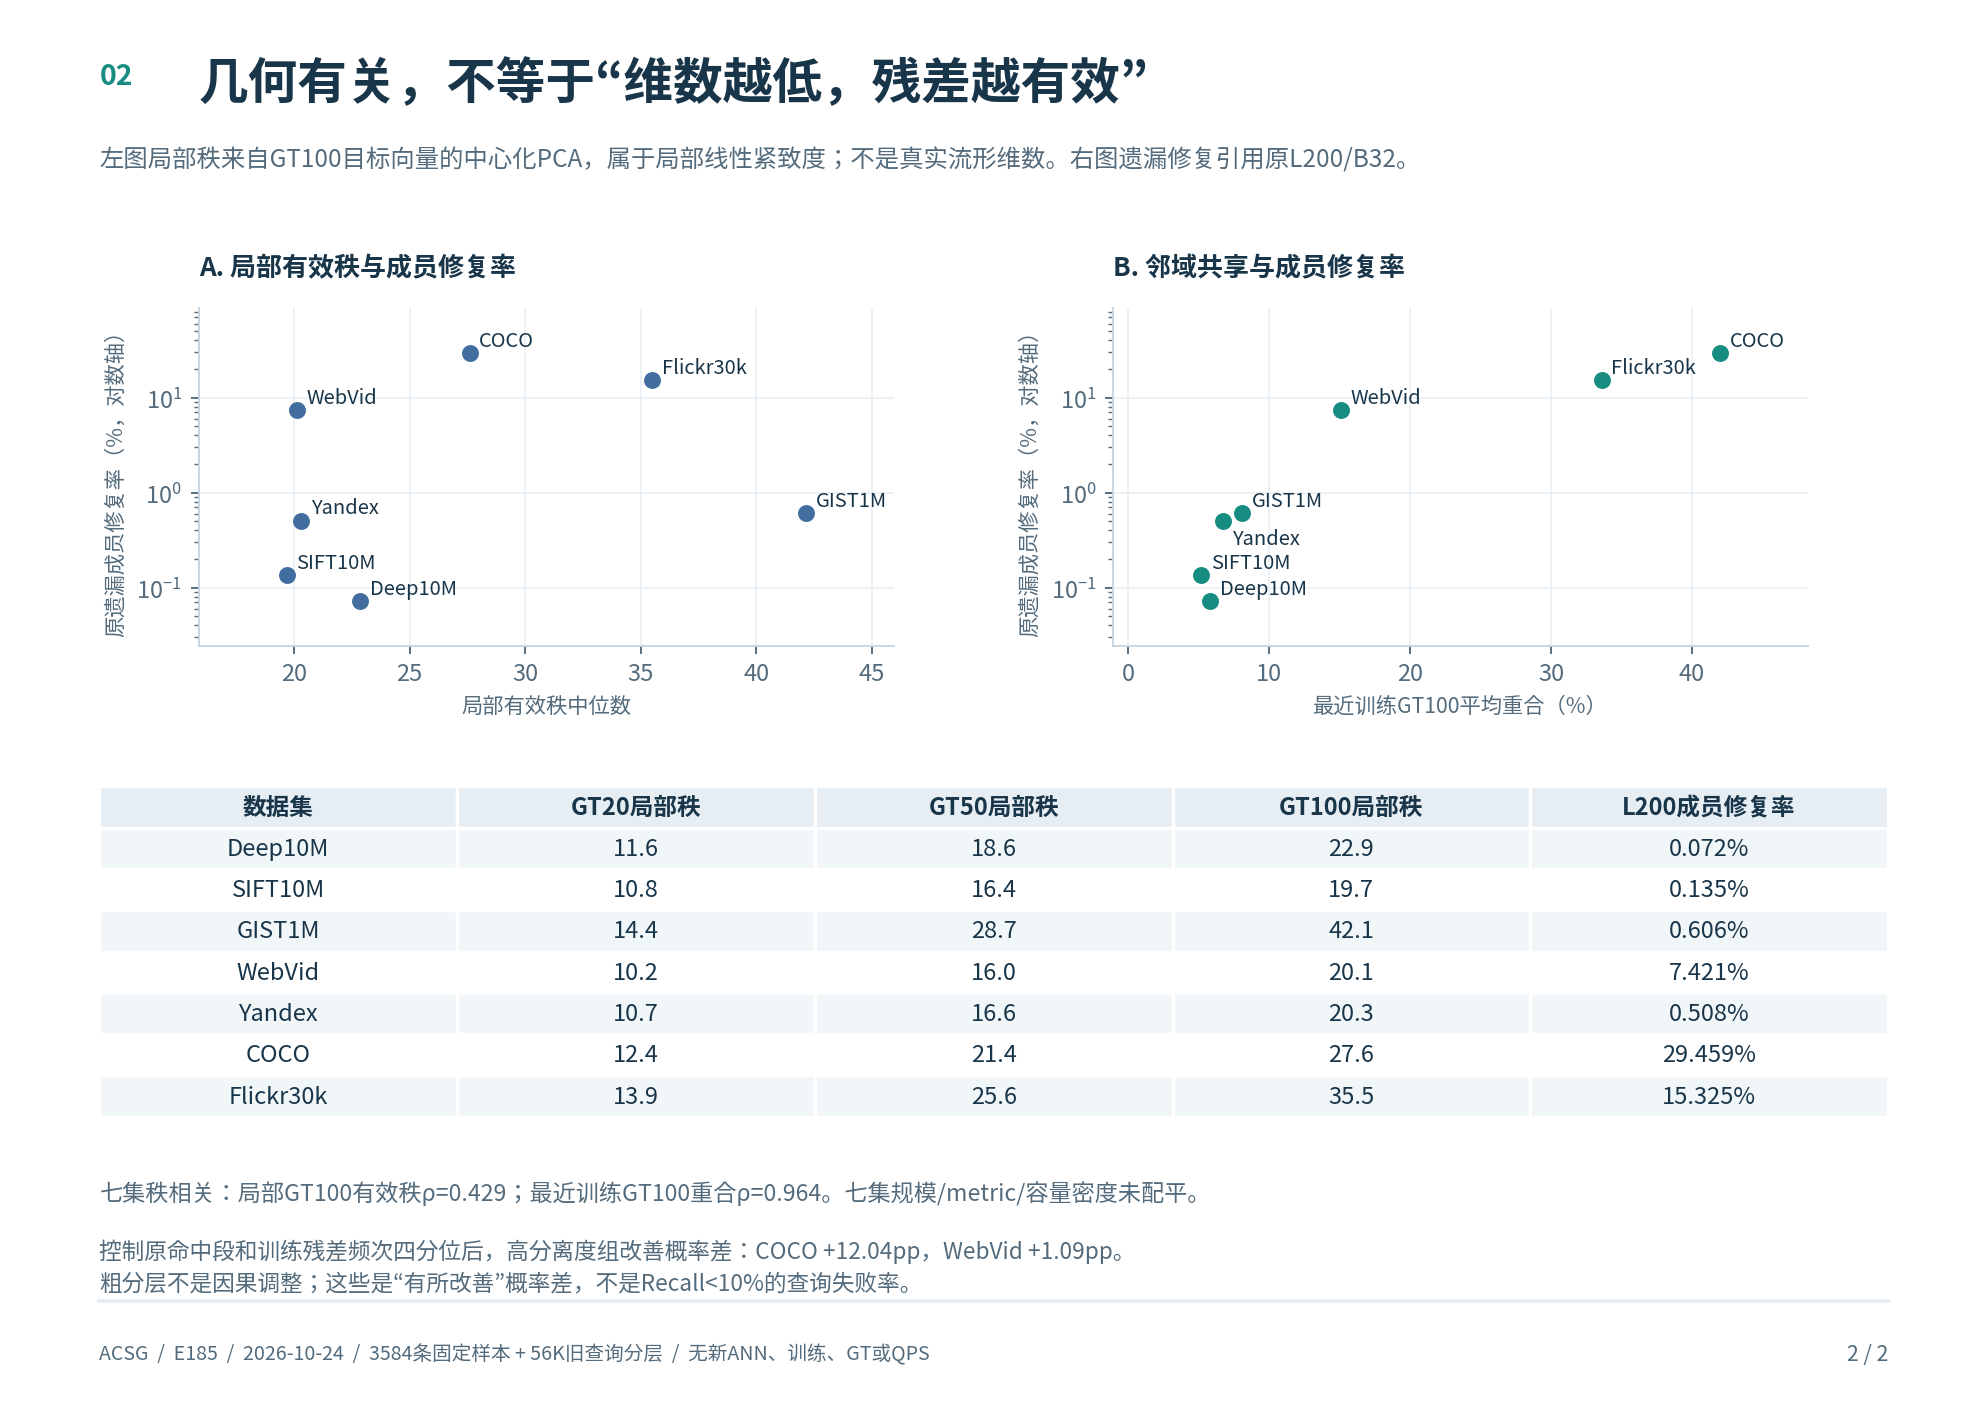 02
几何有关，不等于“维数越低，残差越有效”
左图局部秩来自GT100目标向量的中心化PCA，属于局部线性紧致度；不是真实流形维数。右图遗漏修复引用原L200/B32。
A. 局部有效秩与成员修复率
原遗漏成员修复率（%，对数轴）
10¹
10⁰
10⁻¹
COCO
Flickr30k
WebVid
GIST1M
Yandex
SIFT10M
Deep10M
20 25 30 35 40 45
局部有效秩中位数
B. 邻域共享与成员修复率
原遗漏成员修复率（%，对数轴）
10¹
10⁰
10⁻¹
COCO
Flickr30k
WebVid
GIST1M
Yandex
SIFT10M
Deep10M
0 10 20 30 40
最近训练GT100平均重合（%）
数据集 GT20局部秩 GT50局部秩 GT100局部秩 L200成员修复率
Deep10M 11.6 18.6 22.9 0.072%
SIFT10M 10.8 16.4 19.7 0.135%
GIST1M 14.4 28.7 42.1 0.606%
WebVid 10.2 16.0 20.1 7.421%
Yandex 10.7 16.6 20.3 0.508%
COCO 12.4 21.4 27.6 29.459%
Flickr30k 13.9 25.6 35.5 15.325%
七集秩相关：局部GT100有效秩ρ=0.429；最近训练GT100重合ρ=0.964。七集规模/metric/容量密度未配平。
控制原命中段和训练残差频次四分位后，高分离度组改善概率差：COCO +12.04pp，WebVid +1.09pp。
粗分层不是因果调整；这些是“有所改善”概率差，不是Recall<10%的查询失败率。
ACSG / E185 / 2026-10-24 / 3584条固定样本 + 56K旧查询分层 / 无新ANN、训练、GT或QPS
2 / 2